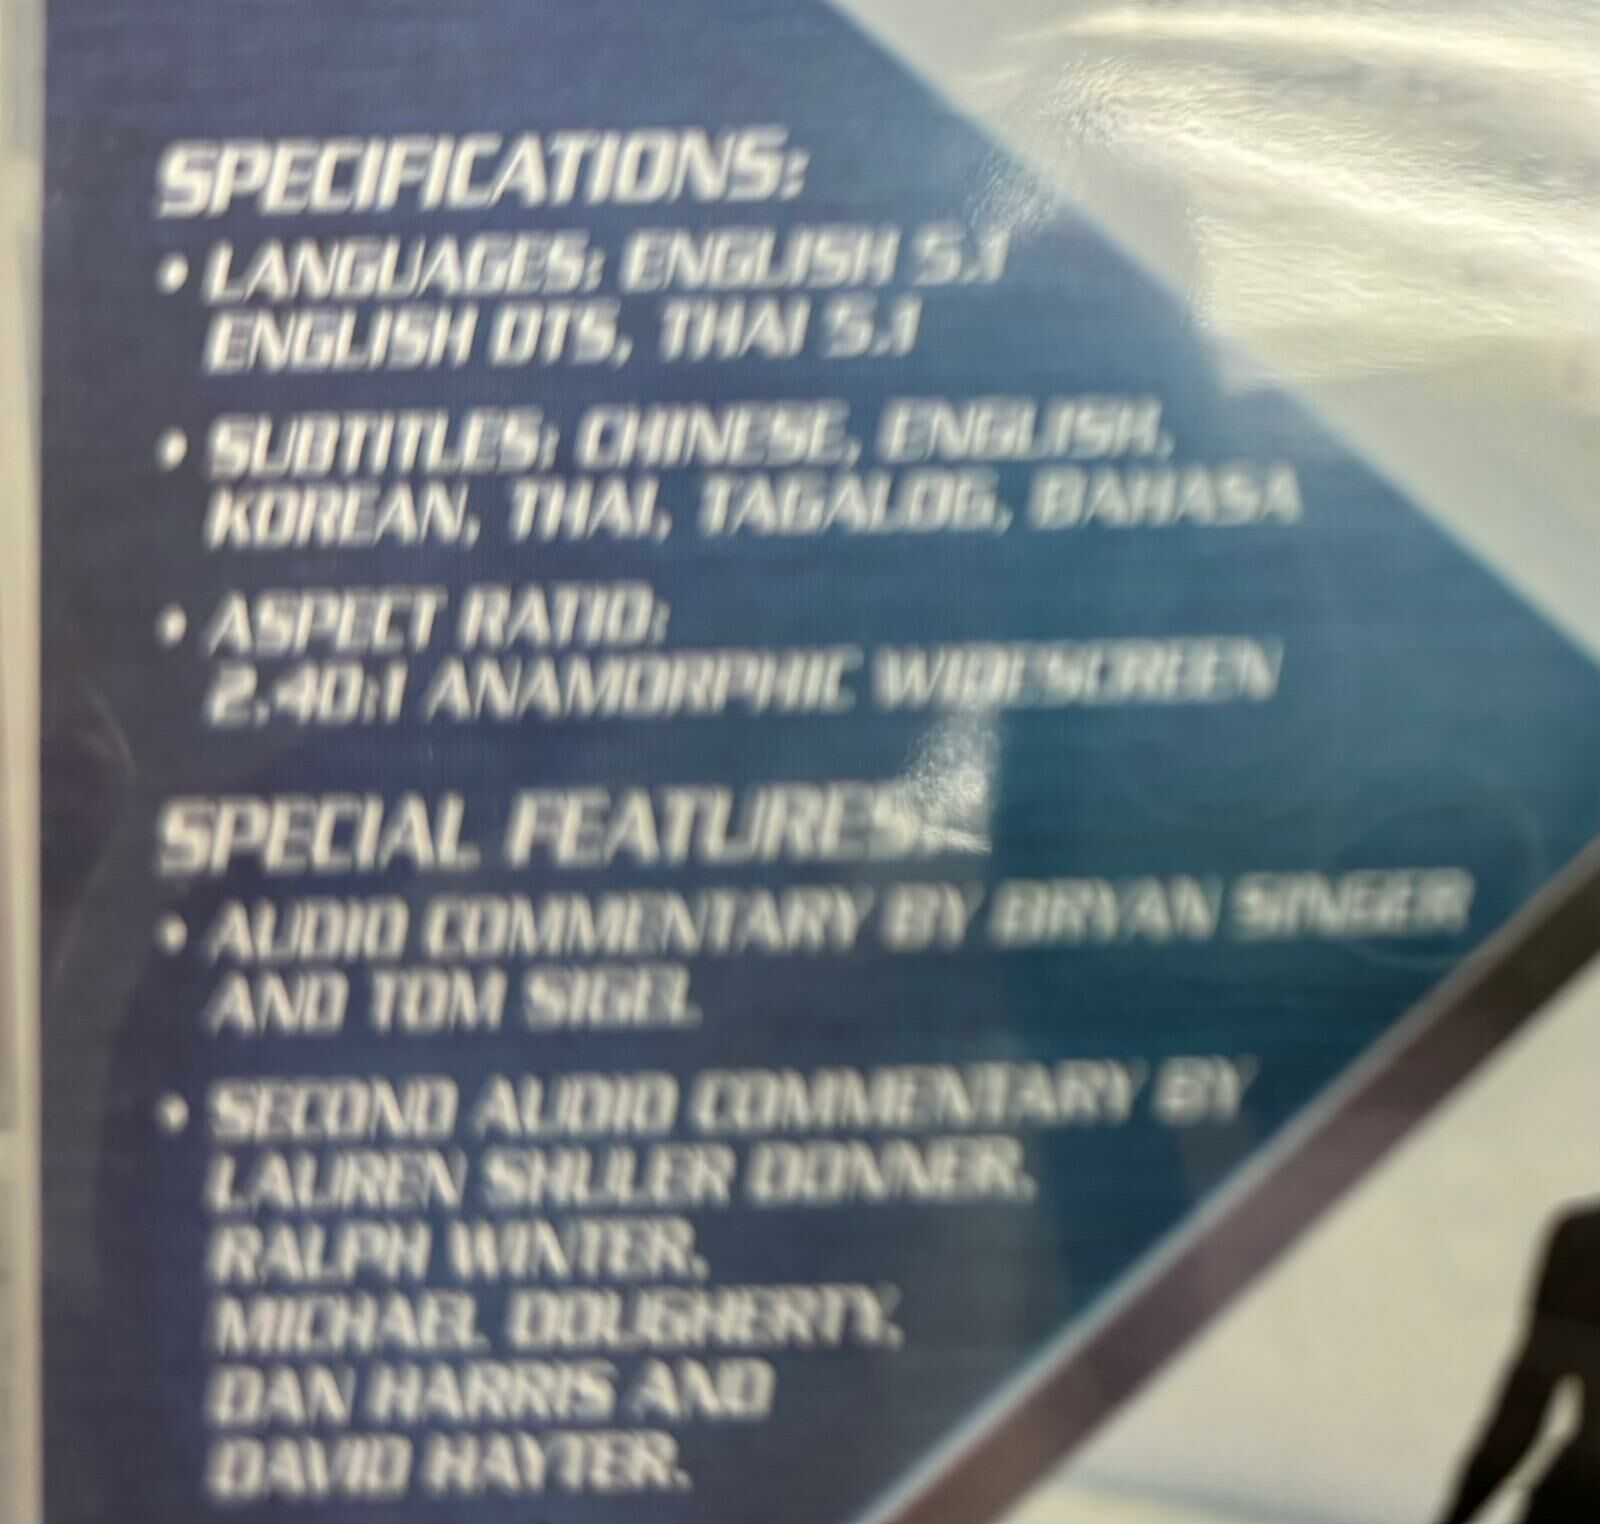 SPECIFICATIONS:
• LANGUAGES: ENGLISH 5.1
ENGLISH DTS, THAI 5.1
• SUBTITLES: CHINESE, ENGLISH,
KOREAN, THAI, TAGALOG, BAHASA
• ASPECT RATIO:
2.40:1 ANAMORPHIC WIDESCREEN
SPECIAL FEATURES:
• AUDIO COMMENTARY BY BRYAN SINGER
AND TOM SIGEL
• SECOND AUDIO COMMENTARY BY
LAUREN SHULER DONNER,
RALPH WINTER,
MICHAEL DOUGHERTY,
DAN HARRIS AND
DAVID HAYTER.